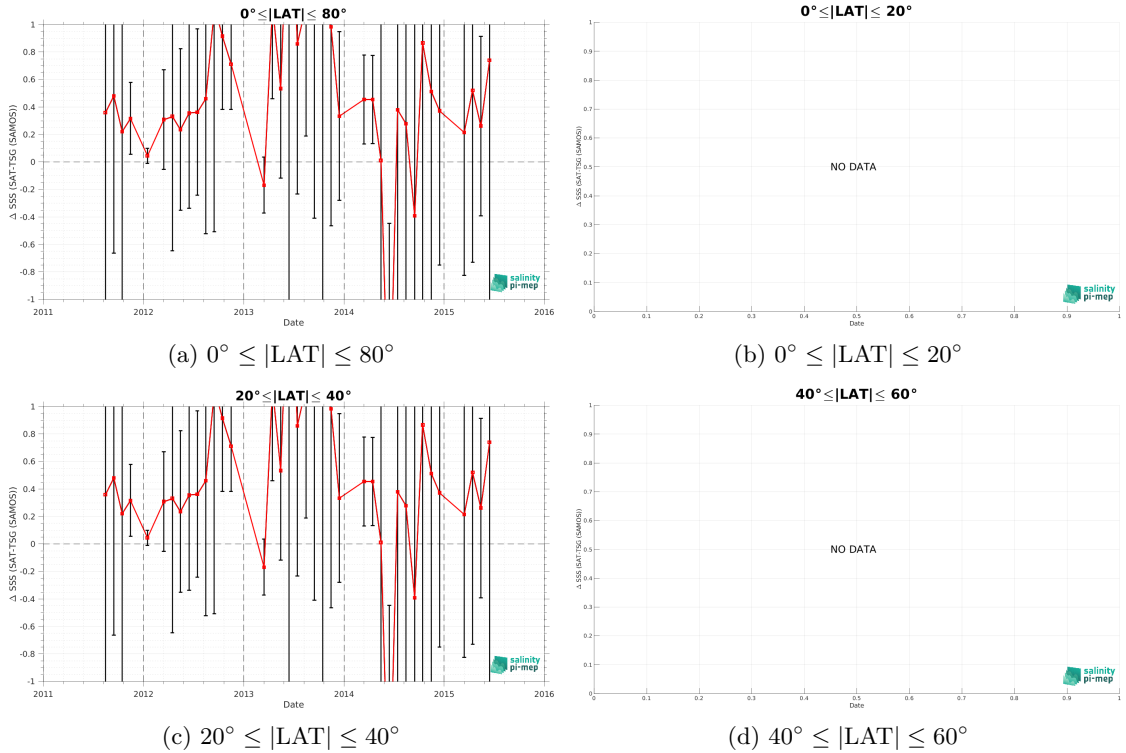 0°≤|LAT|≤ 80°
1
0.8
0.6
0.4
0.2
0
-0.2
-0.4
-0.6
-0.8
-1
Δ SSS (SAT-TSG (SAMOS))
2011 2012 2013 2014 2015 2016
Date
salinity
pi-mep
(a) 0° ≤ |LAT| ≤ 80°
0°≤|LAT|≤ 20°
1
0.9
0.8
0.7
0.6
0.5
0.4
0.3
0.2
0.1
0
Δ SSS (SAT-TSG (SAMOS))
NO DATA
0 0.1 0.2 0.3 0.4 0.5 0.6 0.7 0.8 0.9 1
Date
salinity
pi-mep
(b) 0° ≤ |LAT| ≤ 20°
20°≤|LAT|≤ 40°
1
0.8
0.6
0.4
0.2
0
-0.2
-0.4
-0.6
-0.8
-1
Δ SSS (SAT-TSG (SAMOS))
2011 2012 2013 2014 2015 2016
Date
salinity
pi-mep
(c) 20° ≤ |LAT| ≤ 40°
40°≤|LAT|≤ 60°
1
0.9
0.8
0.7
0.6
0.5
0.4
0.3
0.2
0.1
0
Δ SSS (SAT-TSG (SAMOS))
NO DATA
0 0.1 0.2 0.3 0.4 0.5 0.6 0.7 0.8 0.9 1
Date
salinity
pi-mep
(d) 40° ≤ |LAT| ≤ 60°